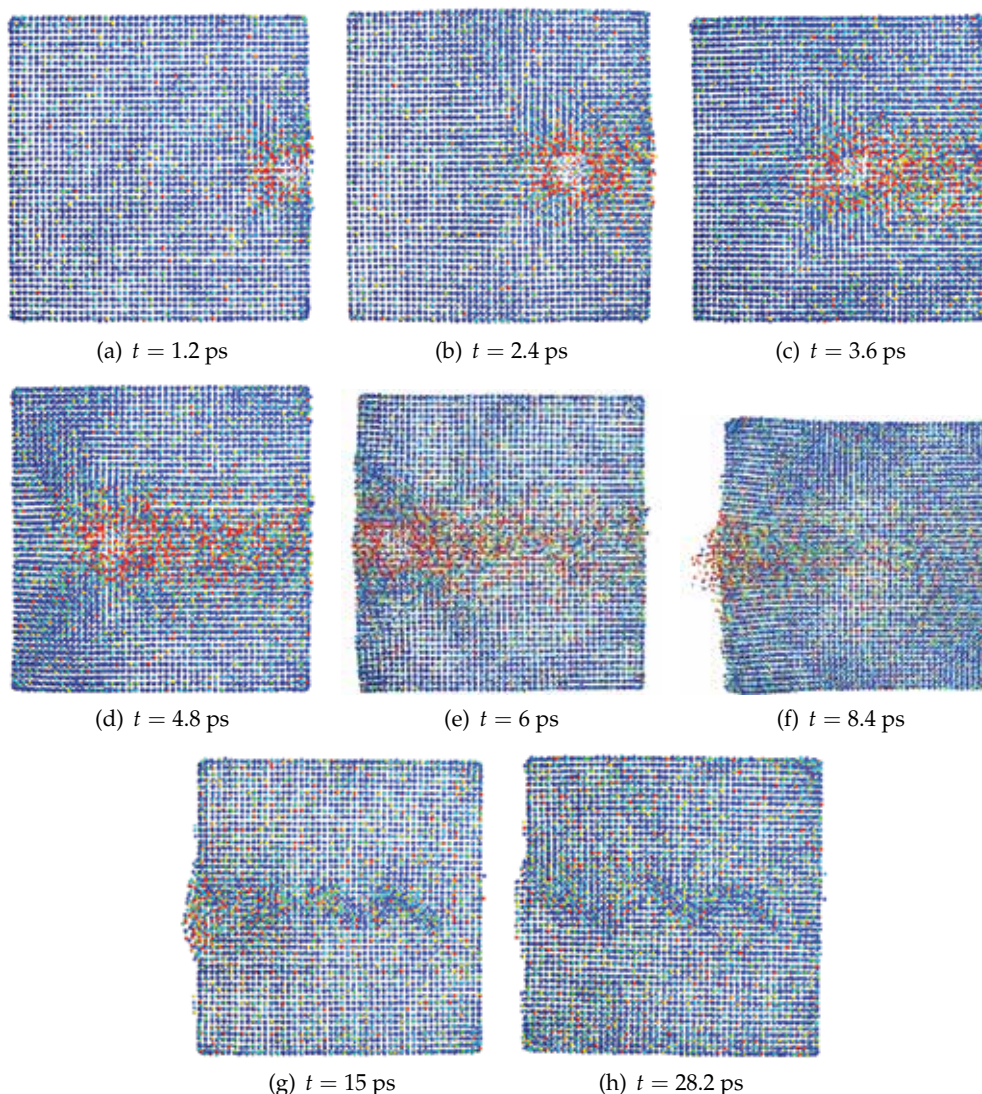 (a) t = 1.2 ps
(b) t = 2.4 ps
(c) t = 3.6 ps
(d) t = 4.8 ps
(e) t = 6 ps
(f) t = 8.4 ps
(g) t = 15 ps
(h) t = 28.2 ps